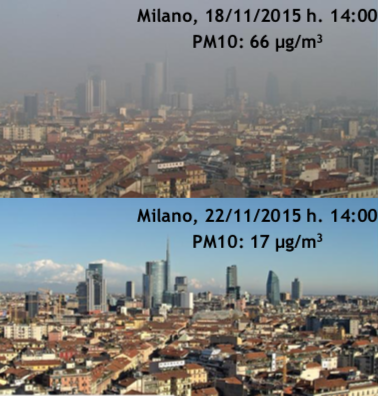 Milano, 18/11/2015 h. 14:00
PM10: 66 µg/m³
Milano, 22/11/2015 h. 14:00
PM10: 17 µg/m³